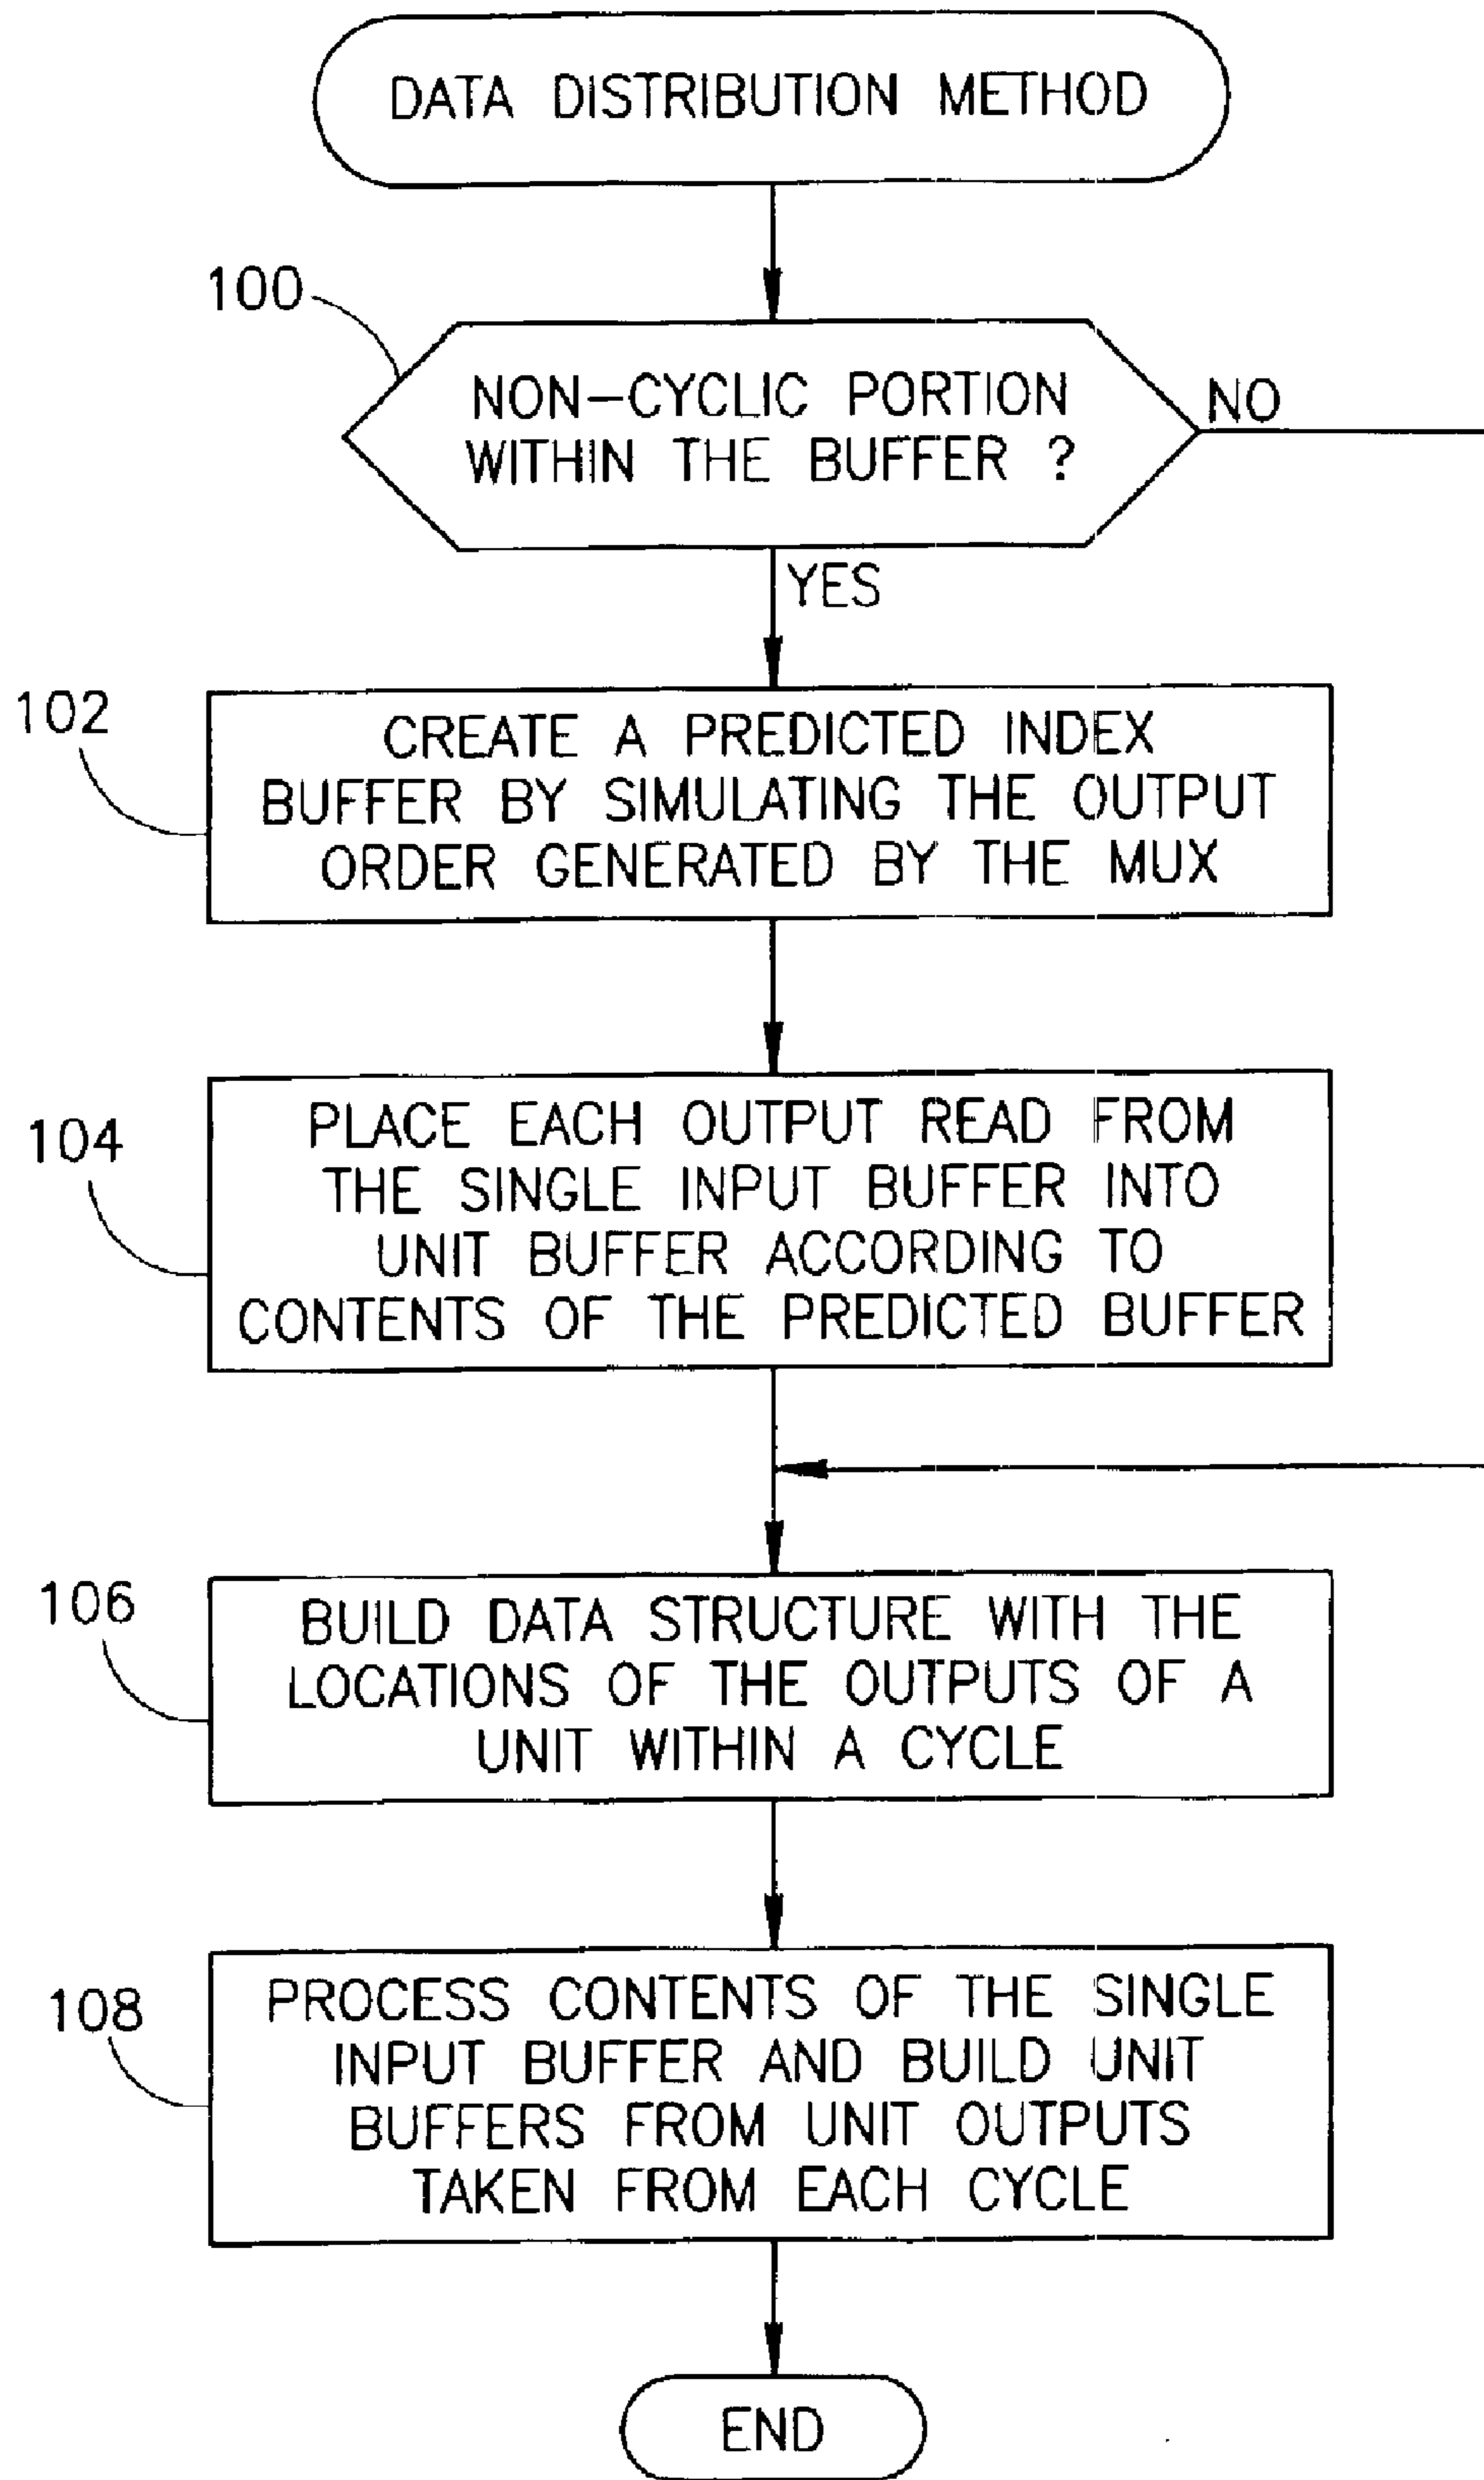 DATA DISTRIBUTION METHOD
100
NON-CYCLIC PORTION
WITHIN THE BUFFER ?
NO
YES
102
CREATE A PREDICTED INDEX
BUFFER BY SIMULATING THE OUTPUT
ORDER GENERATED BY THE MUX
104
PLACE EACH OUTPUT READ FROM
THE SINGLE INPUT BUFFER INTO
UNIT BUFFER ACCORDING TO
CONTENTS OF THE PREDICTED BUFFER
106
BUILD DATA STRUCTURE WITH THE
LOCATIONS OF THE OUTPUTS OF A
UNIT WITHIN A CYCLE
108
PROCESS CONTENTS OF THE SINGLE
INPUT BUFFER AND BUILD UNIT
BUFFERS FROM UNIT OUTPUTS
TAKEN FROM EACH CYCLE
END